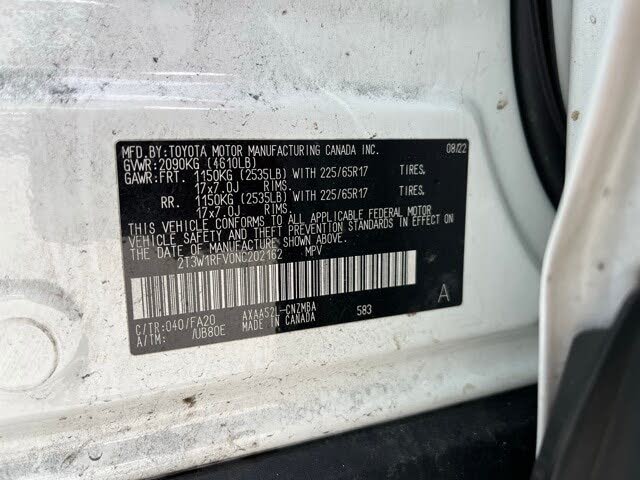 MFD.BY:TOYOTA MOTOR MANUFACTURING CANADA INC. 08/22
GVWR:2090KG (4610LB)
GAWR:FRT. 1150KG (2535LB) WITH 225/65R17 TIRES,
17x7.0J RIMS.
RR. 1150KG (2535LB) WITH 225/65R17 TIRES,
17x7.0J RIMS.
THIS VEHICLE CONFORMS TO ALL APPLICABLE FEDERAL MOTOR
VEHICLE SAFETY AND THEFT PREVENTION STANDARDS IN EFFECT ON
THE DATE OF MANUFACTURE SHOWN ABOVE.
2T3W1RFV0NC202162 MPV
C/TR:040/FA20 AXAA52L-CNZMBA 583 A
A/TM: /UB80E MADE IN CANADA